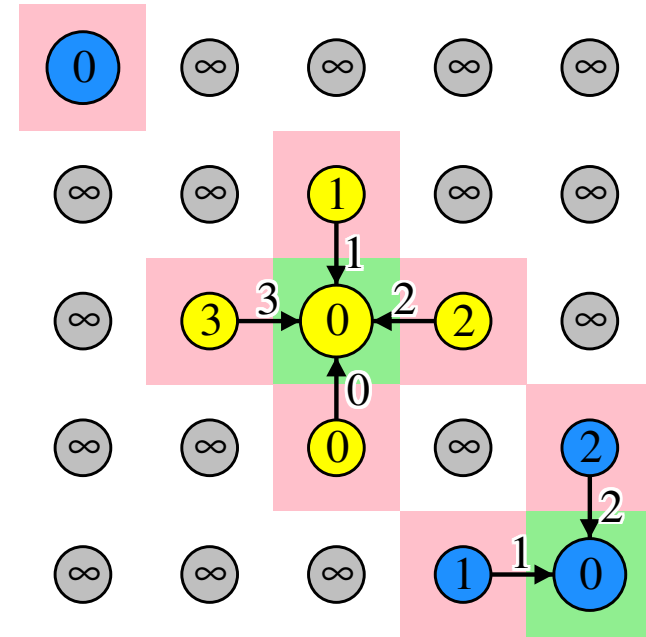 0 ∞ ∞ ∞ ∞
∞ ∞ 1 ∞ ∞
1
∞ 3 3 0 2 2 ∞
0
∞ ∞ 0 ∞ 2
2
∞ ∞ ∞ 1 1 0